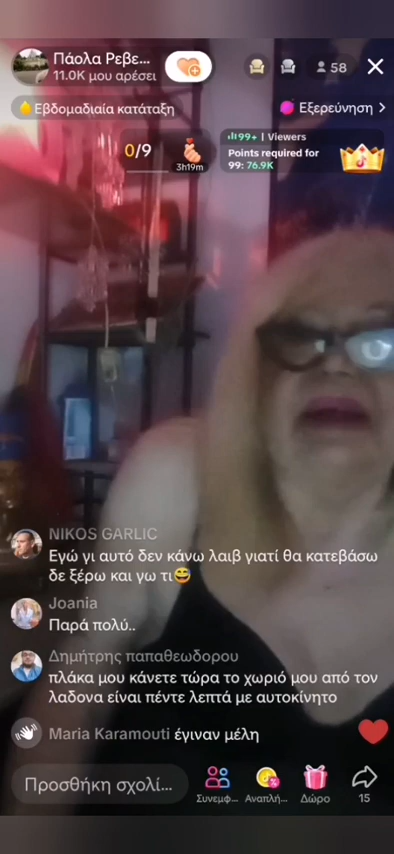 Πάολα Ρεβε...
11.0K μου αρέσει
58
Εβδομαδιαία κατάταξη
Εξερεύνηση
0/9
3h19m
99+ | Viewers
Points required for
99: 76.9K
NIKOS GARLIC
Εγώ γι αυτό δεν κάνω λαιβ γιατί θα κατεβάσω
δε ξέρω και γω τι😅
Joania
Παρά πολύ..
Δημήτρης παπαθεωδορου
πλάκα μου κάνετε τώρα το χωριό μου από τον
λαδονα είναι πέντε λεπτά με αυτοκίνητο
Maria Karamouti έγιναν μέλη
Προσθήκη σχολί...
Συνεμφ...
Αναπλή...
Δώρο
15